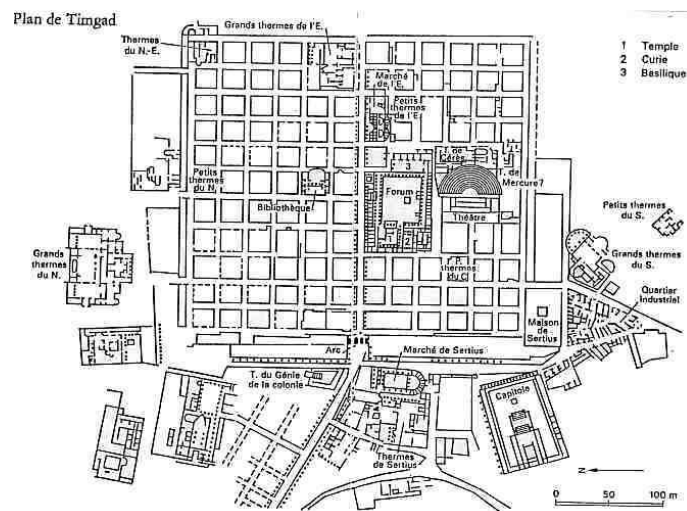 Plan de Timgad
Grands thermes de l'E.
Thermes
du N.-E.
1 Temple
2 Curie
3 Basilique
Marché
de l'E.
Petits
thermes
de l'E.
3
T. de
Cérès
T. de
Mercure?
Petits
thermes
du N.
Bibliothèque
Forum
Théâtre
1
2
Petits thermes
du S.
Grands thermes
du S.
Grands
thermes
du N.
P.
thermes
du C.
Quartier
industriel
Maison
de
Sertius
Arc
Marché de Sertius
T. du Génie
de la colonie
Capitole
Thermes
de Sertius
N
0 50 100 m